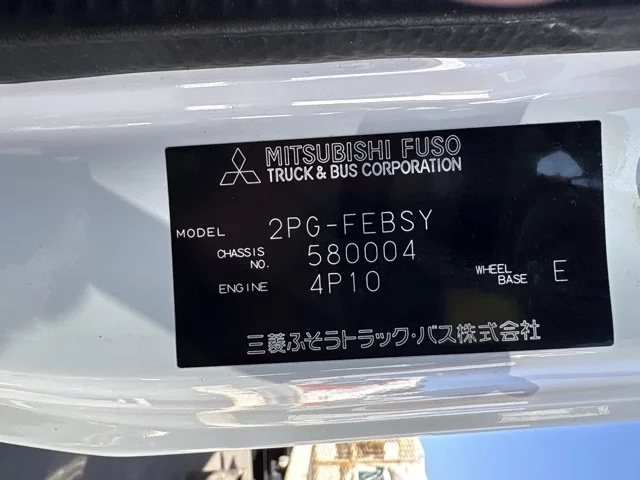 MITSUBISHI FUSO
TRUCK & BUS CORPORATION
MODEL 2PG-FEBSY
CHASSIS NO. 580004
ENGINE 4P10 WHEEL BASE E
三菱ふそうトラック・バス株式会社